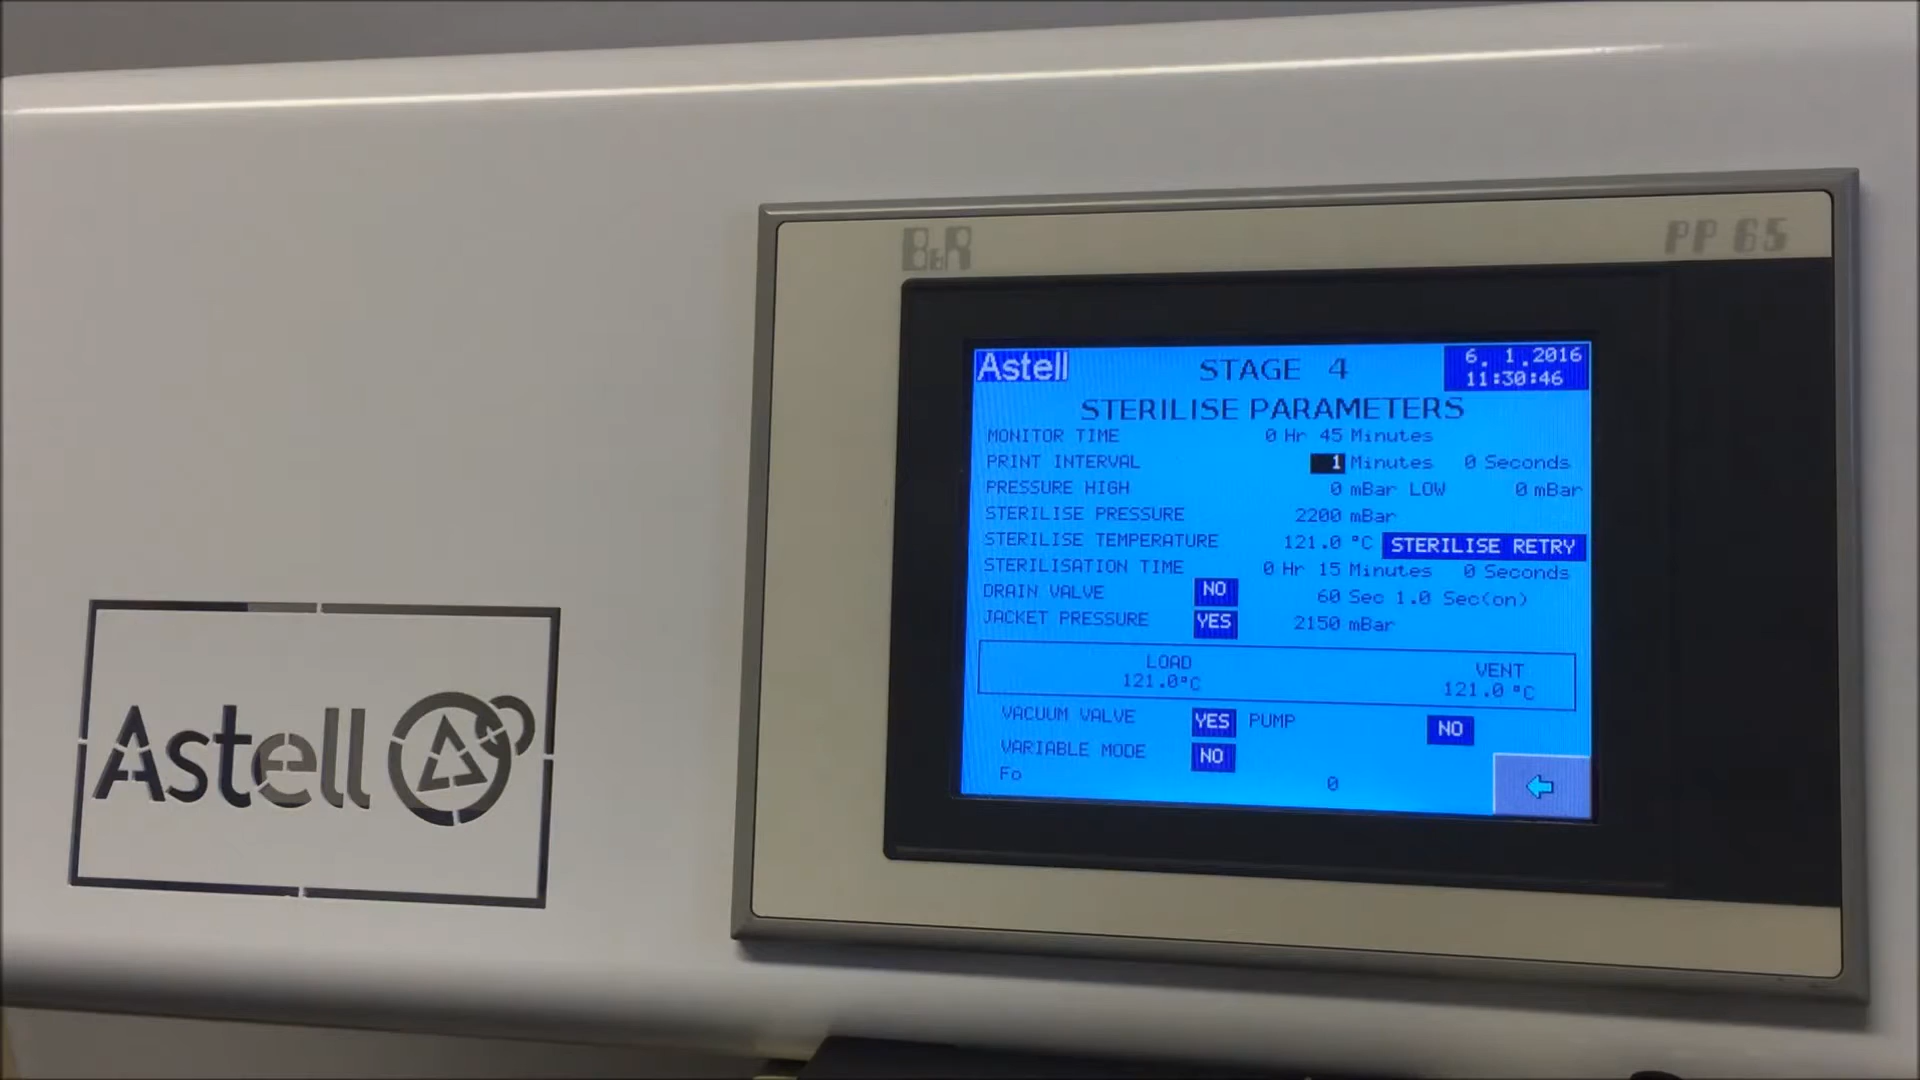 B&R
PP 65
Astell STAGE 4 6. 1.2016
11:30:46
STERILISE PARAMETERS
MONITOR TIME 0 Hr 45 Minutes
PRINT INTERVAL 1 Minutes 0 Seconds
PRESSURE HIGH 0 mBar LOW 0 mBar
STERILISE PRESSURE 2200 mBar
STERILISE TEMPERATURE 121.0 °C STERILISE RETRY
STERILISATION TIME 0 Hr 15 Minutes 0 Seconds
DRAIN VALVE NO 60 Sec 1.0 Sec(on)
JACKET PRESSURE YES 2150 mBar
LOAD VENT
121.0°C 121.0 °C
VACUUM VALVE YES PUMP NO
VARIABLE MODE NO
Fo 0
Astell